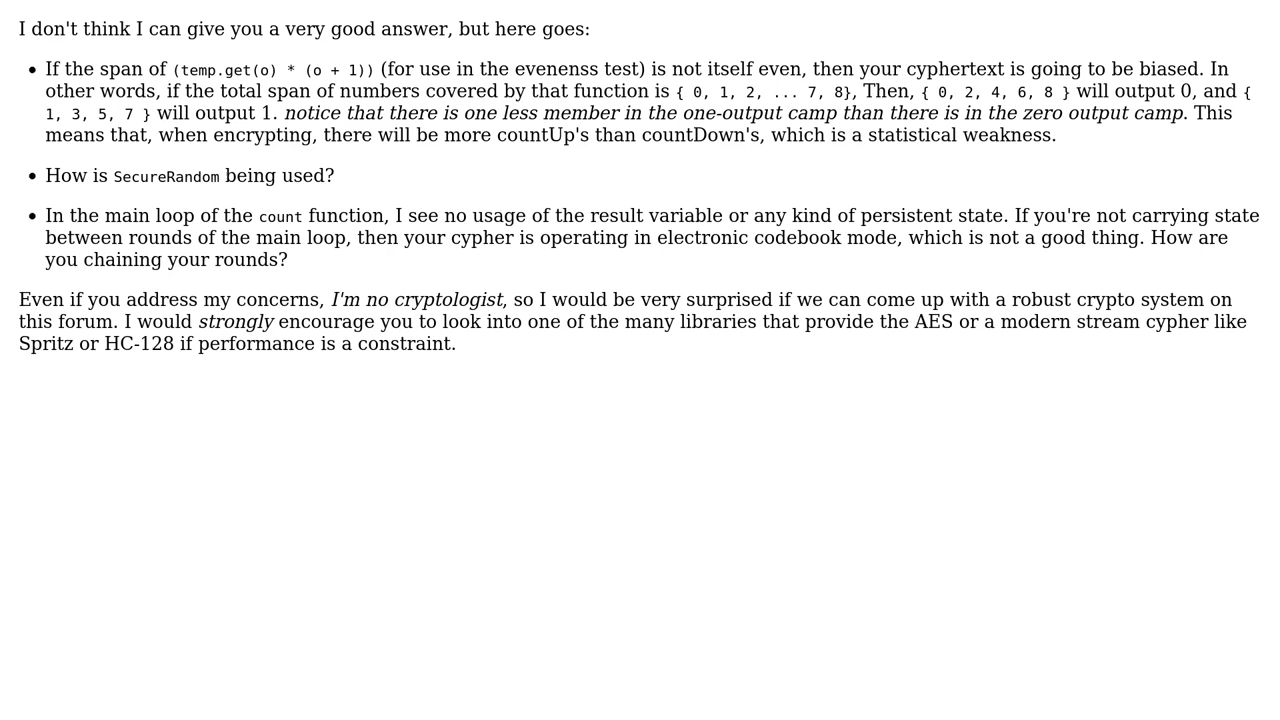 I don't think I can give you a very good answer, but here goes:
If the span of (temp.get(o) * (o + 1)) (for use in the evenenss test) is not itself even, then your cyphertext is going to be biased. In
other words, if the total span of numbers covered by that function is { 0, 1, 2, ... 7, 8}, Then, { 0, 2, 4, 6, 8 } will output 0, and {
1, 3, 5, 7 } will output 1. notice that there is one less member in the one-output camp than there is in the zero output camp. This
means that, when encrypting, there will be more countUp's than countDown's, which is a statistical weakness.
How is SecureRandom being used?
In the main loop of the count function, I see no usage of the result variable or any kind of persistent state. If you're not carrying state
between rounds of the main loop, then your cypher is operating in electronic codebook mode, which is not a good thing. How are
you chaining your rounds?
Even if you address my concerns, I'm no cryptologist, so I would be very surprised if we can come up with a robust crypto system on
this forum. I would strongly encourage you to look into one of the many libraries that provide the AES or a modern stream cypher like
Spritz or HC-128 if performance is a constraint.